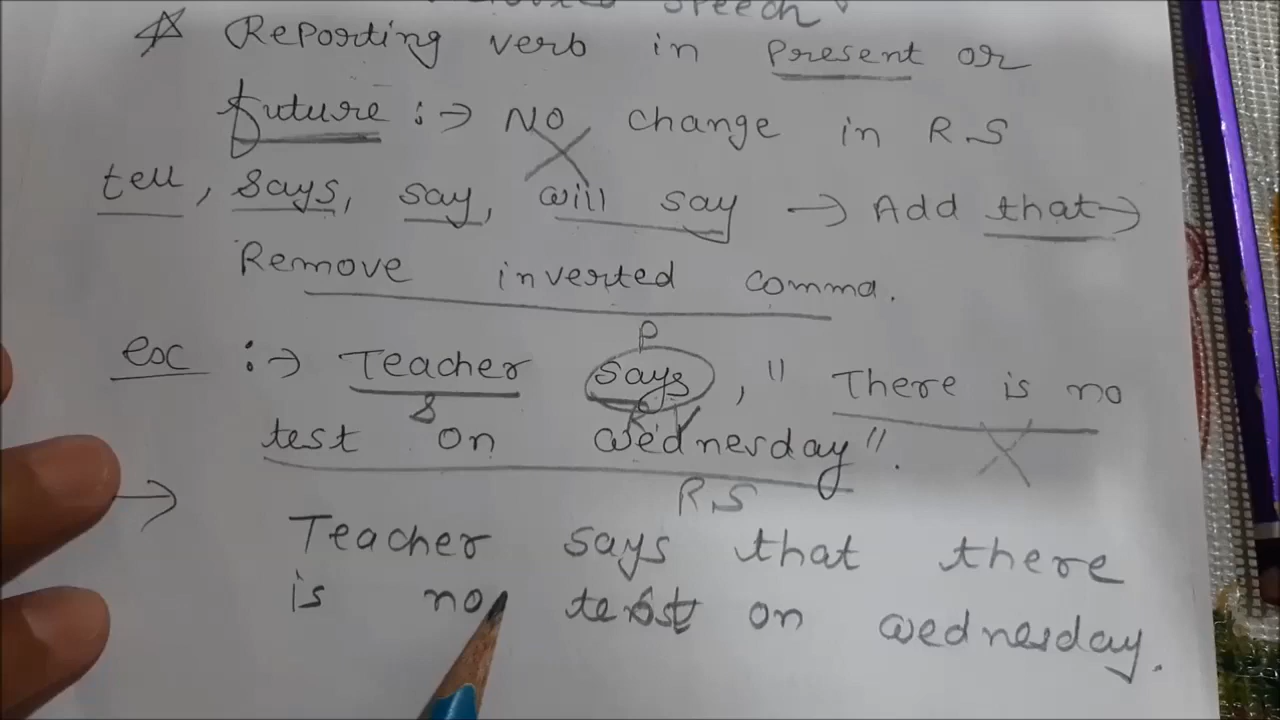 Speech
☆ Reporting verb in present or
future :→ NO change in R S
tell, says, say, will say → Add that →
Remove inverted comma.
P
ex :→ Teacher says, " There is no
S R V
test on wednesday".
R S
→
Teacher says that there
is no test on wednesday.